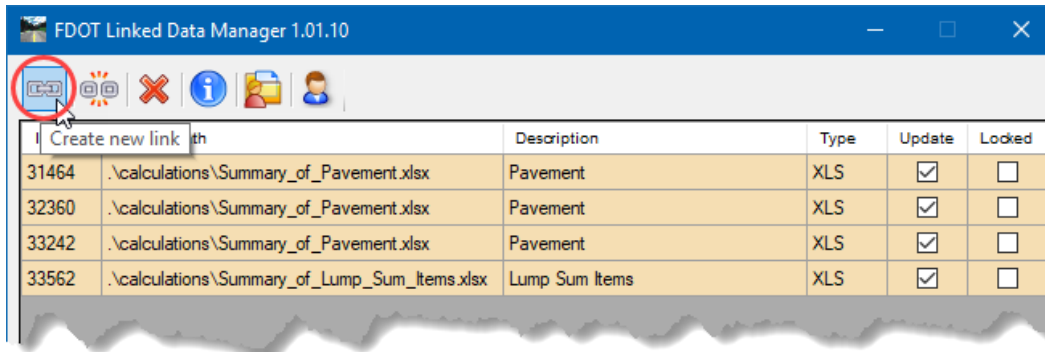 FDOT Linked Data Manager 1.01.10
Create new link
th Description Type Update Locked
31464 .\calculations\Summary_of_Pavement.xlsx Pavement XLS
32360 .\calculations\Summary_of_Pavement.xlsx Pavement XLS
33242 .\calculations\Summary_of_Pavement.xlsx Pavement XLS
33562 .\calculations\Summary_of_Lump_Sum_Items.xlsx Lump Sum Items XLS